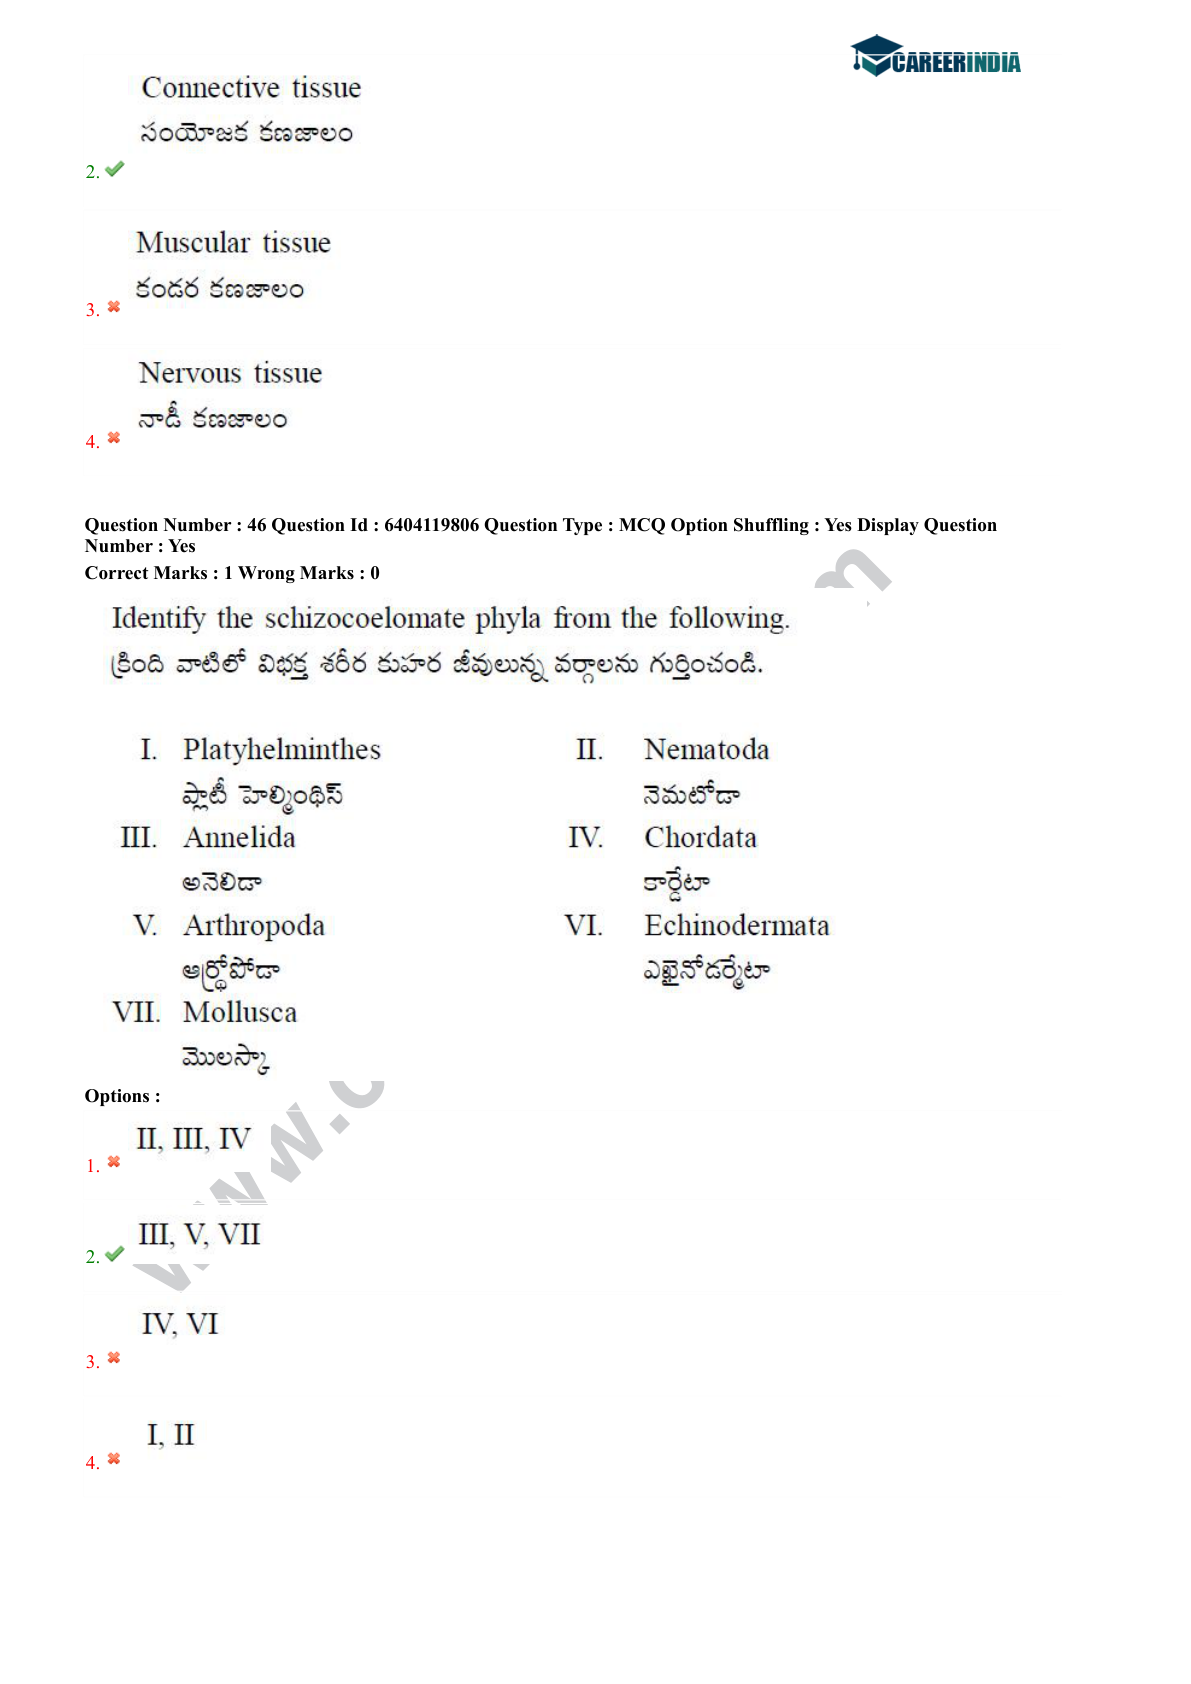 CAREERINDIA
Connective tissue
సంయోజక కణజాలం
2.
Muscular tissue
కండర కణజాలం
3.
Nervous tissue
నాడీ కణజాలం
4.
Question Number : 46 Question Id : 6404119806 Question Type : MCQ Option Shuffling : Yes Display Question
Number : Yes
Correct Marks : 1 Wrong Marks : 0
Identify the schizocoelomate phyla from the following.
క్రింది వాటిలో విభక్త శరీర కుహర జీవులున్న వర్గాలను గుర్తించండి.
I. Platyhelminthes II. Nematoda
ప్లాటీ హెల్మింథిస్ నెమటోడా
III. Annelida IV. Chordata
అనెలిడా కార్డేటా
V. Arthropoda VI. Echinodermata
ఆర్థ్రోపోడా ఎఖైనోడర్మేటా
VII. Mollusca
మొలస్కా
Options :
II, III, IV
1.
III, V, VII
2.
IV, VI
3.
I, II
4.